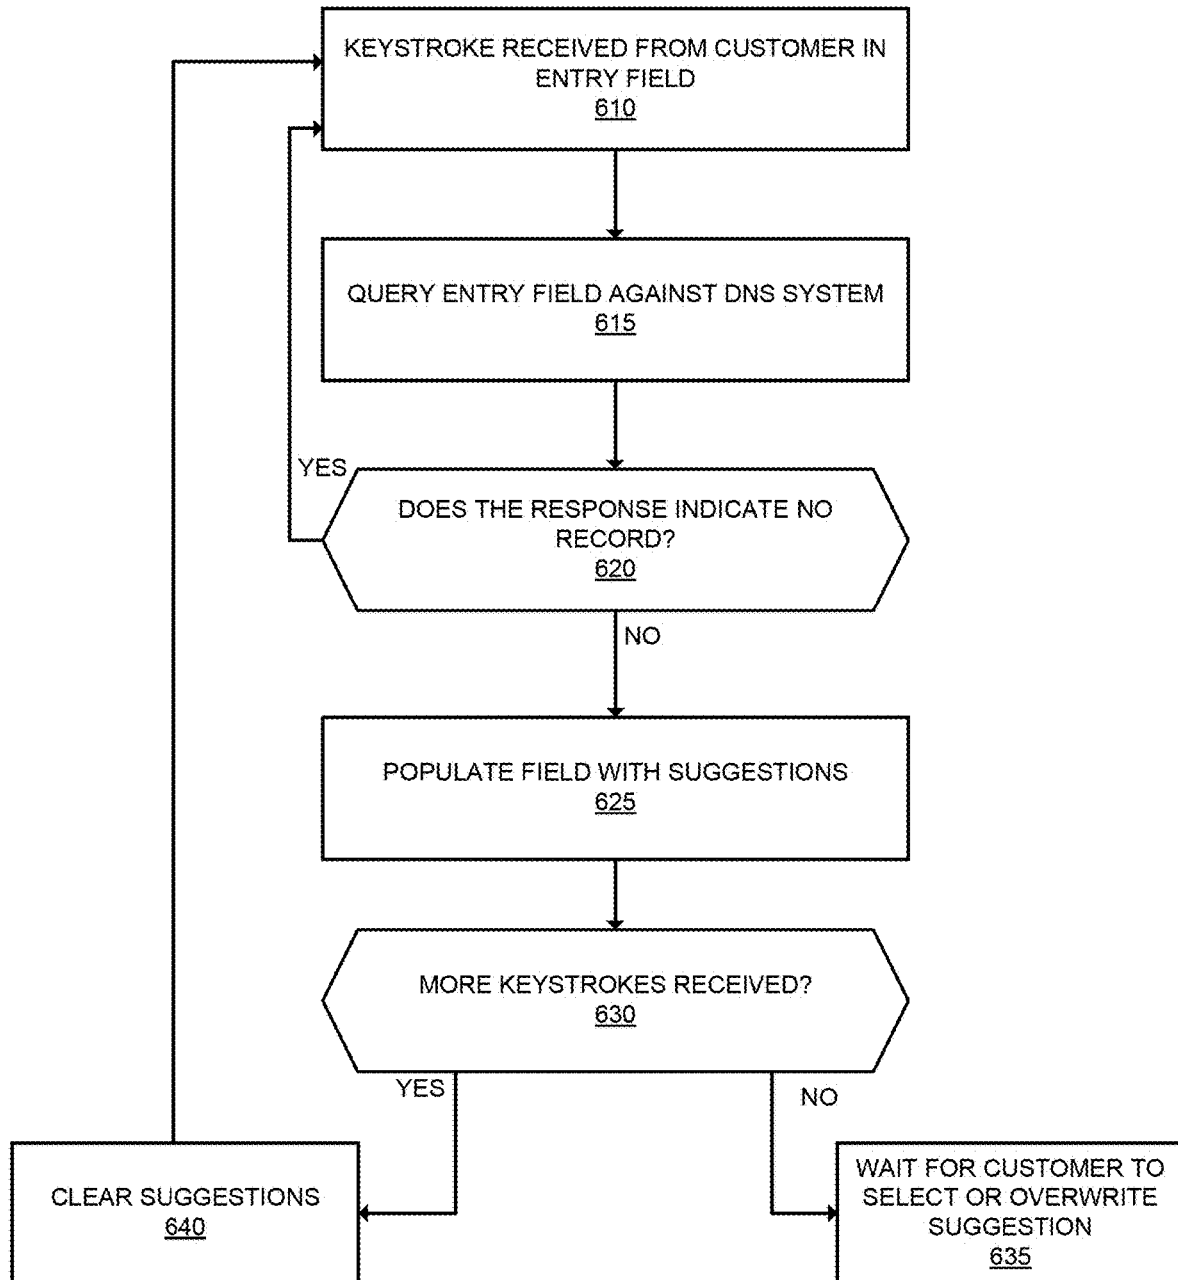 KEYSTROKE RECEIVED FROM CUSTOMER IN
ENTRY FIELD
610
QUERY ENTRY FIELD AGAINST DNS SYSTEM
615
YES
DOES THE RESPONSE INDICATE NO
RECORD?
620
NO
POPULATE FIELD WITH SUGGESTIONS
625
MORE KEYSTROKES RECEIVED?
630
YES
NO
CLEAR SUGGESTIONS
640
WAIT FOR CUSTOMER TO
SELECT OR OVERWRITE
SUGGESTION
635